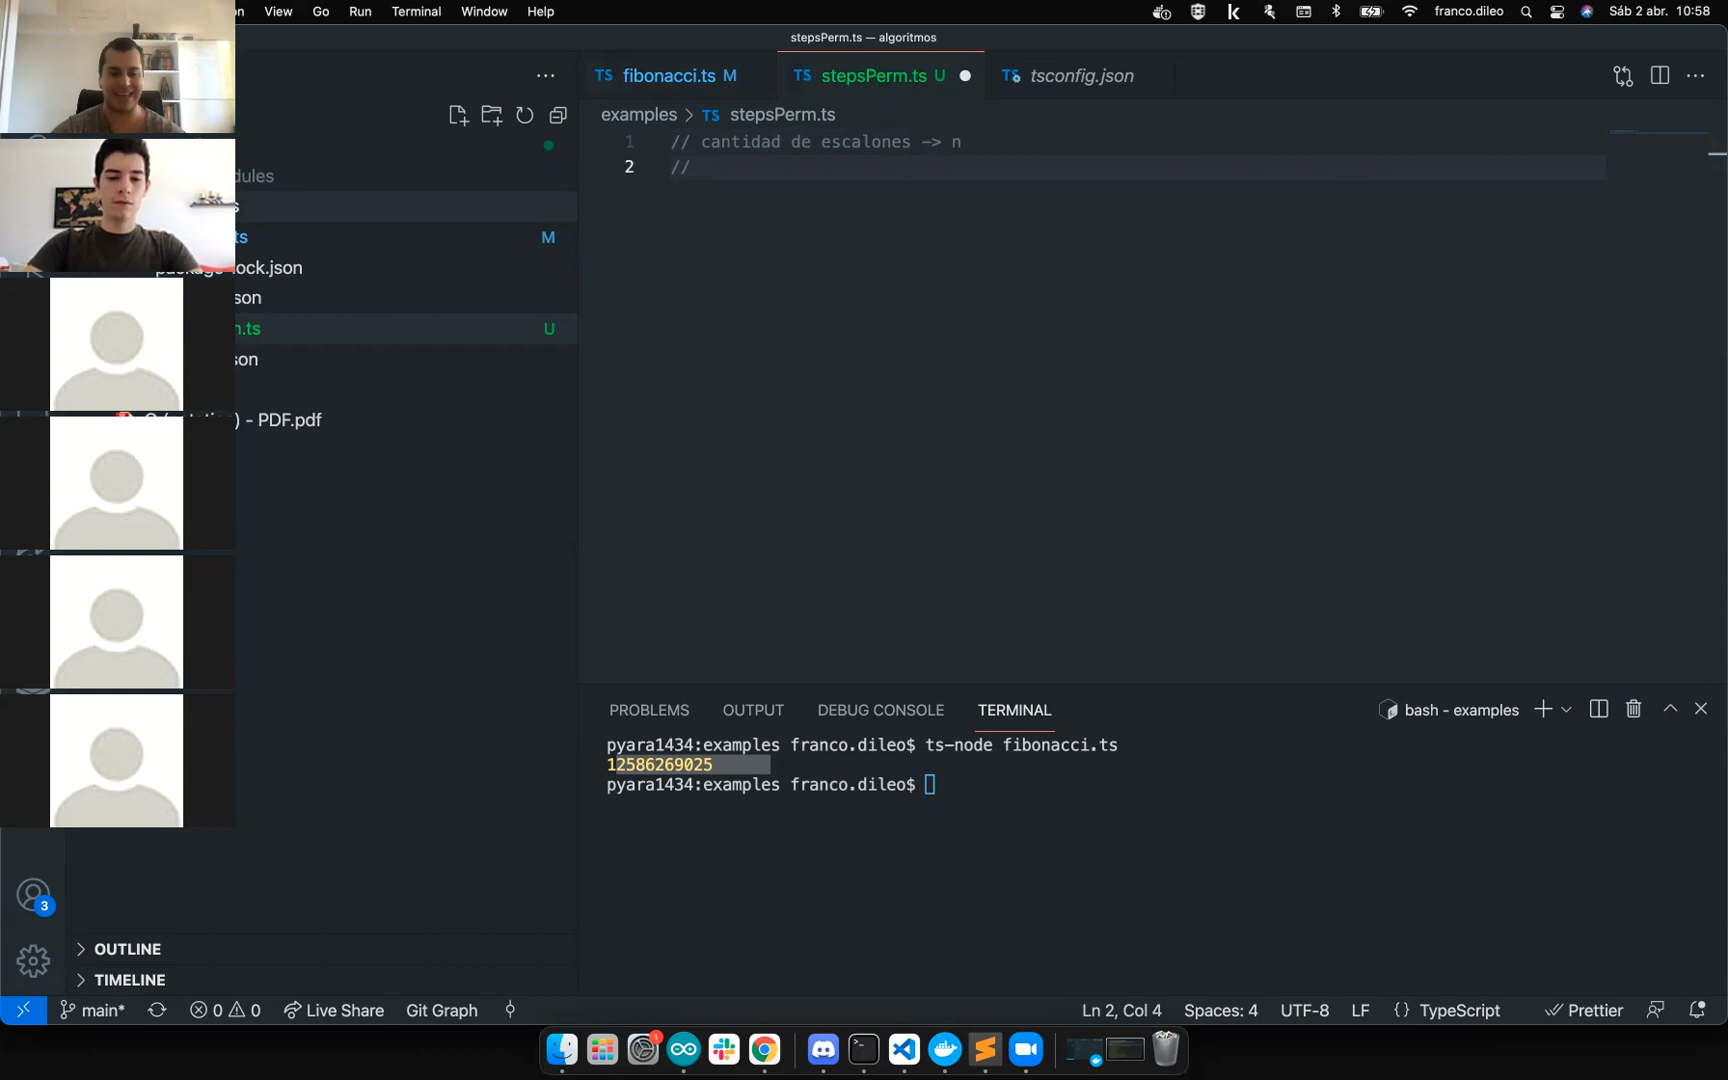 on View Go Run Terminal Window Help franco.dileo Sáb 2 abr. 10:58
stepsPerm.ts — algoritmos
TS fibonacci.ts M TS stepsPerm.ts U TS tsconfig.json
examples > TS stepsPerm.ts
1 // cantidad de escalones -> n
2 //
dules
s
ts M
lock.json
son
m.ts U
son
) - PDF.pdf
PROBLEMS OUTPUT DEBUG CONSOLE TERMINAL bash - examples
pyara1434:examples franco.dileo$ ts-node fibonacci.ts
12586269025
pyara1434:examples franco.dileo$
3
OUTLINE
TIMELINE
main* 0 0 Live Share Git Graph Ln 2, Col 4 Spaces: 4 UTF-8 LF {} TypeScript Prettier
1